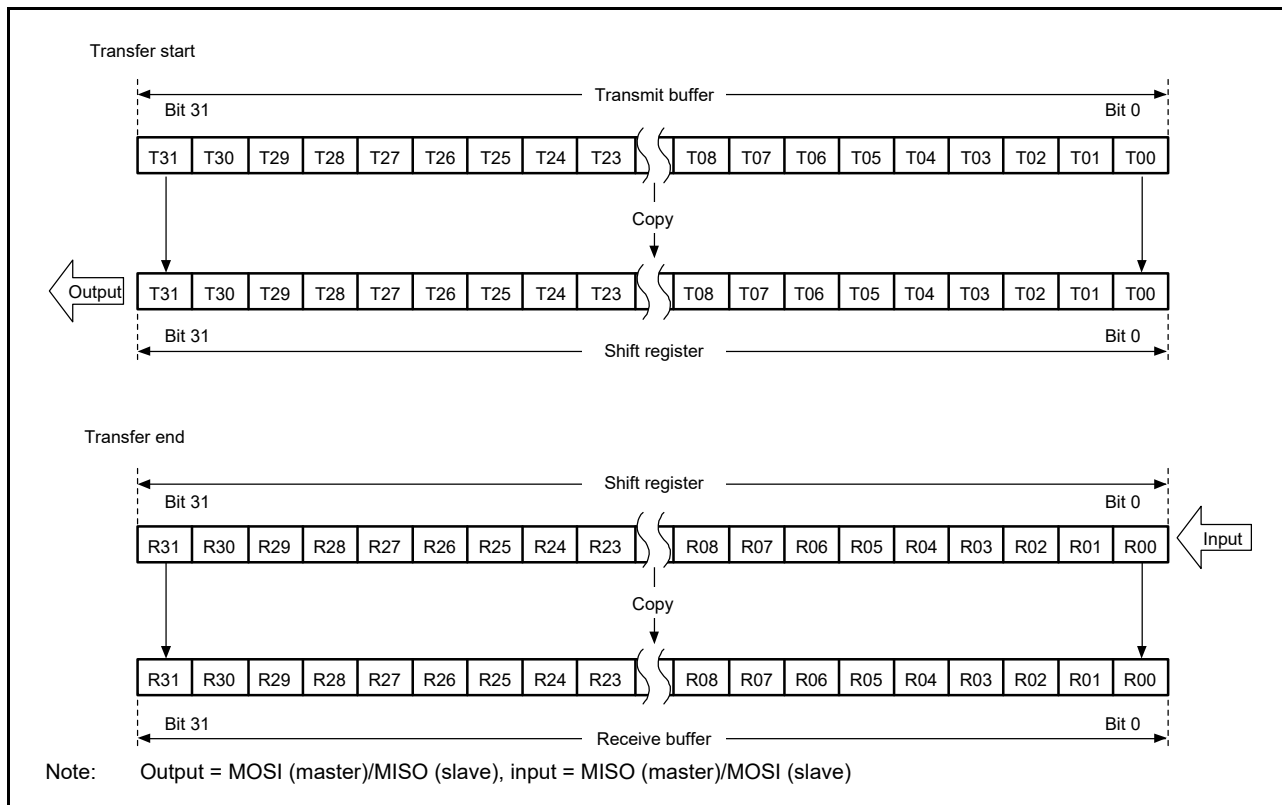 Transfer start
Transmit buffer
Bit 31 Bit 0
T31 T30 T29 T28 T27 T26 T25 T24 T23 T08 T07 T06 T05 T04 T03 T02 T01 T00
Copy
Output
T31 T30 T29 T28 T27 T26 T25 T24 T23 T08 T07 T06 T05 T04 T03 T02 T01 T00
Bit 31 Bit 0
Shift register
Transfer end
Shift register
Bit 31 Bit 0
R31 R30 R29 R28 R27 R26 R25 R24 R23 R08 R07 R06 R05 R04 R03 R02 R01 R00
Input
Copy
R31 R30 R29 R28 R27 R26 R25 R24 R23 R08 R07 R06 R05 R04 R03 R02 R01 R00
Bit 31 Bit 0
Receive buffer
Note: Output = MOSI (master)/MISO (slave), input = MISO (master)/MOSI (slave)